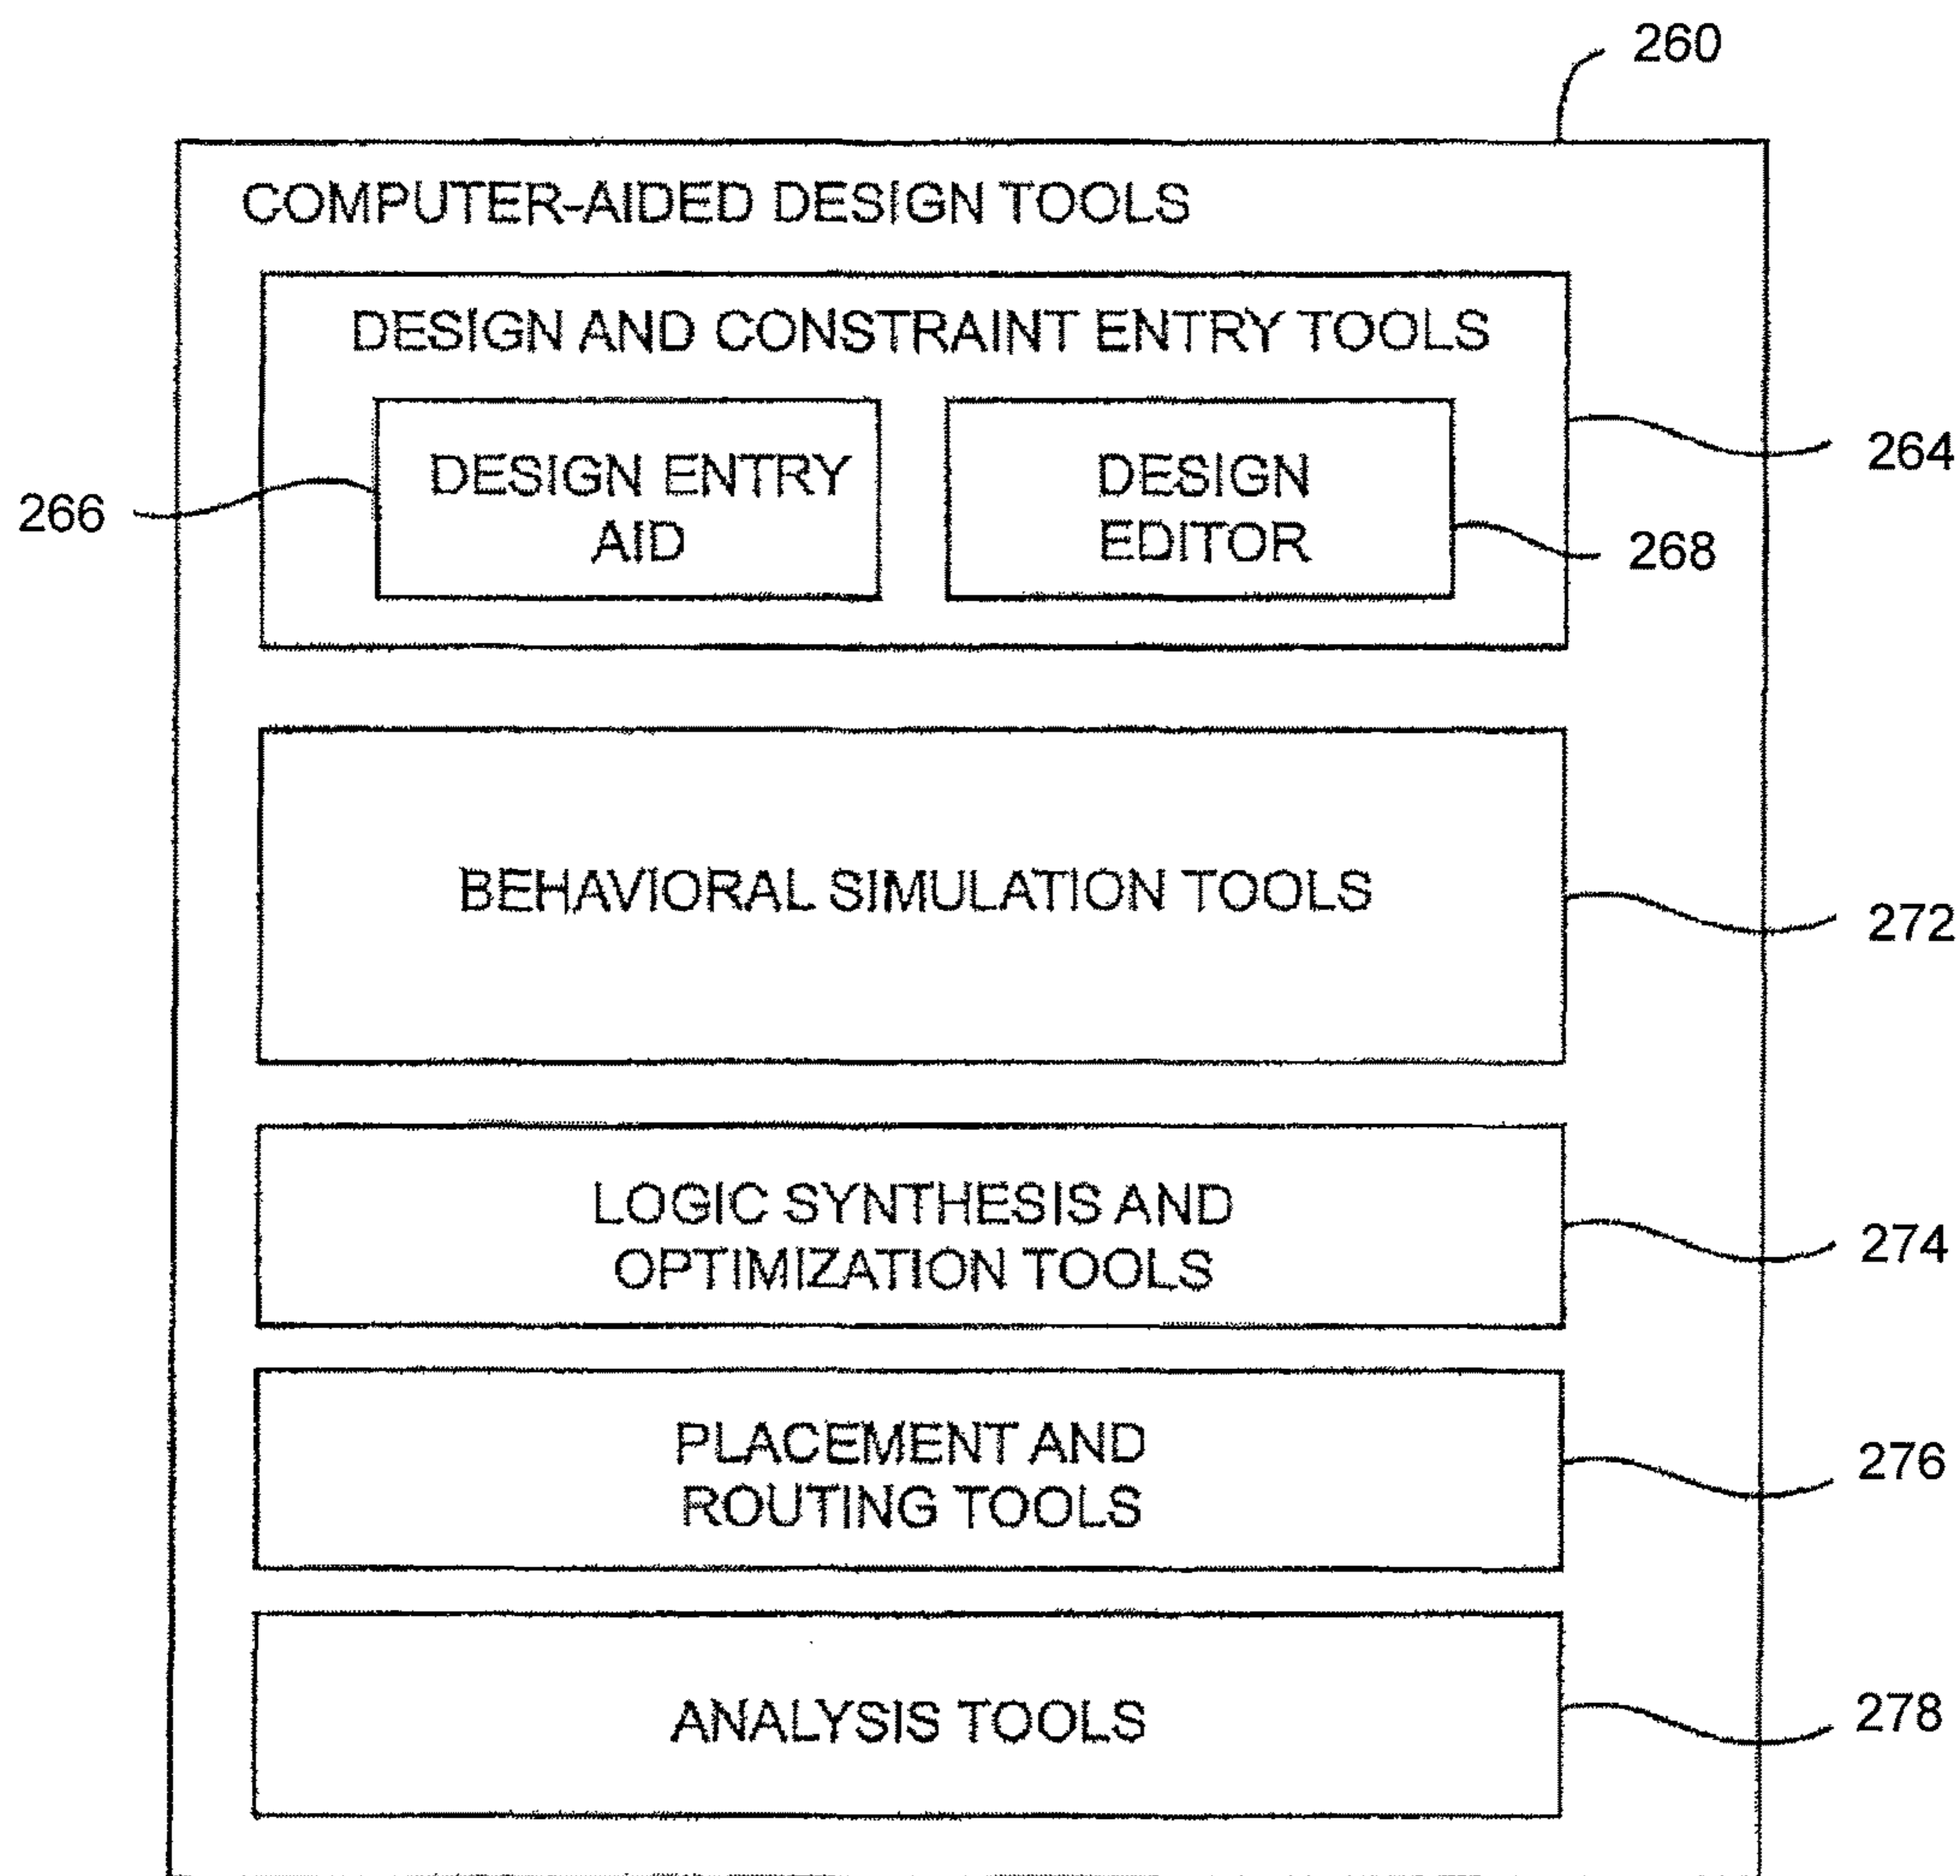 260
COMPUTER-AIDED DESIGN TOOLS
DESIGN AND CONSTRAINT ENTRY TOOLS
264
266
DESIGN ENTRY
AID
DESIGN
EDITOR
268
BEHAVIORAL SIMULATION TOOLS
272
LOGIC SYNTHESIS AND
OPTIMIZATION TOOLS
274
PLACEMENT AND
ROUTING TOOLS
276
ANALYSIS TOOLS
278